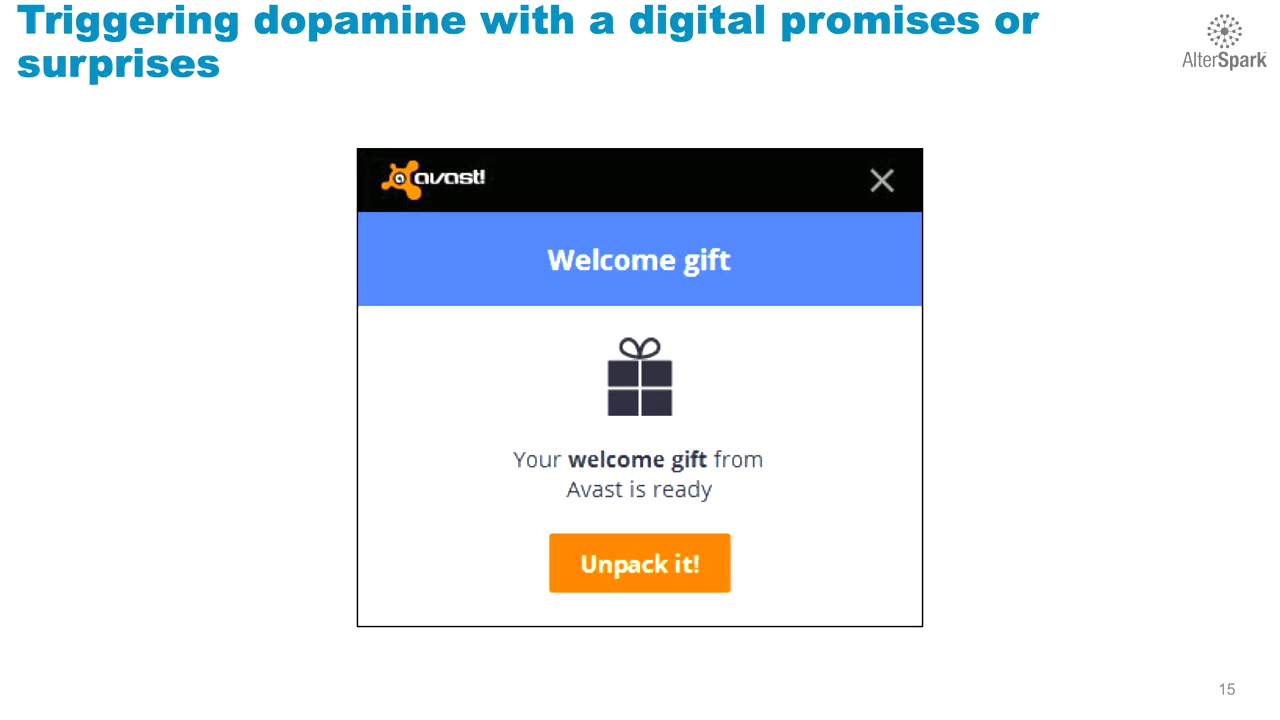 Triggering dopamine with a digital promises or
surprises
AlterSpark
avast!
Welcome gift
Your welcome gift from
Avast is ready
Unpack it!
15